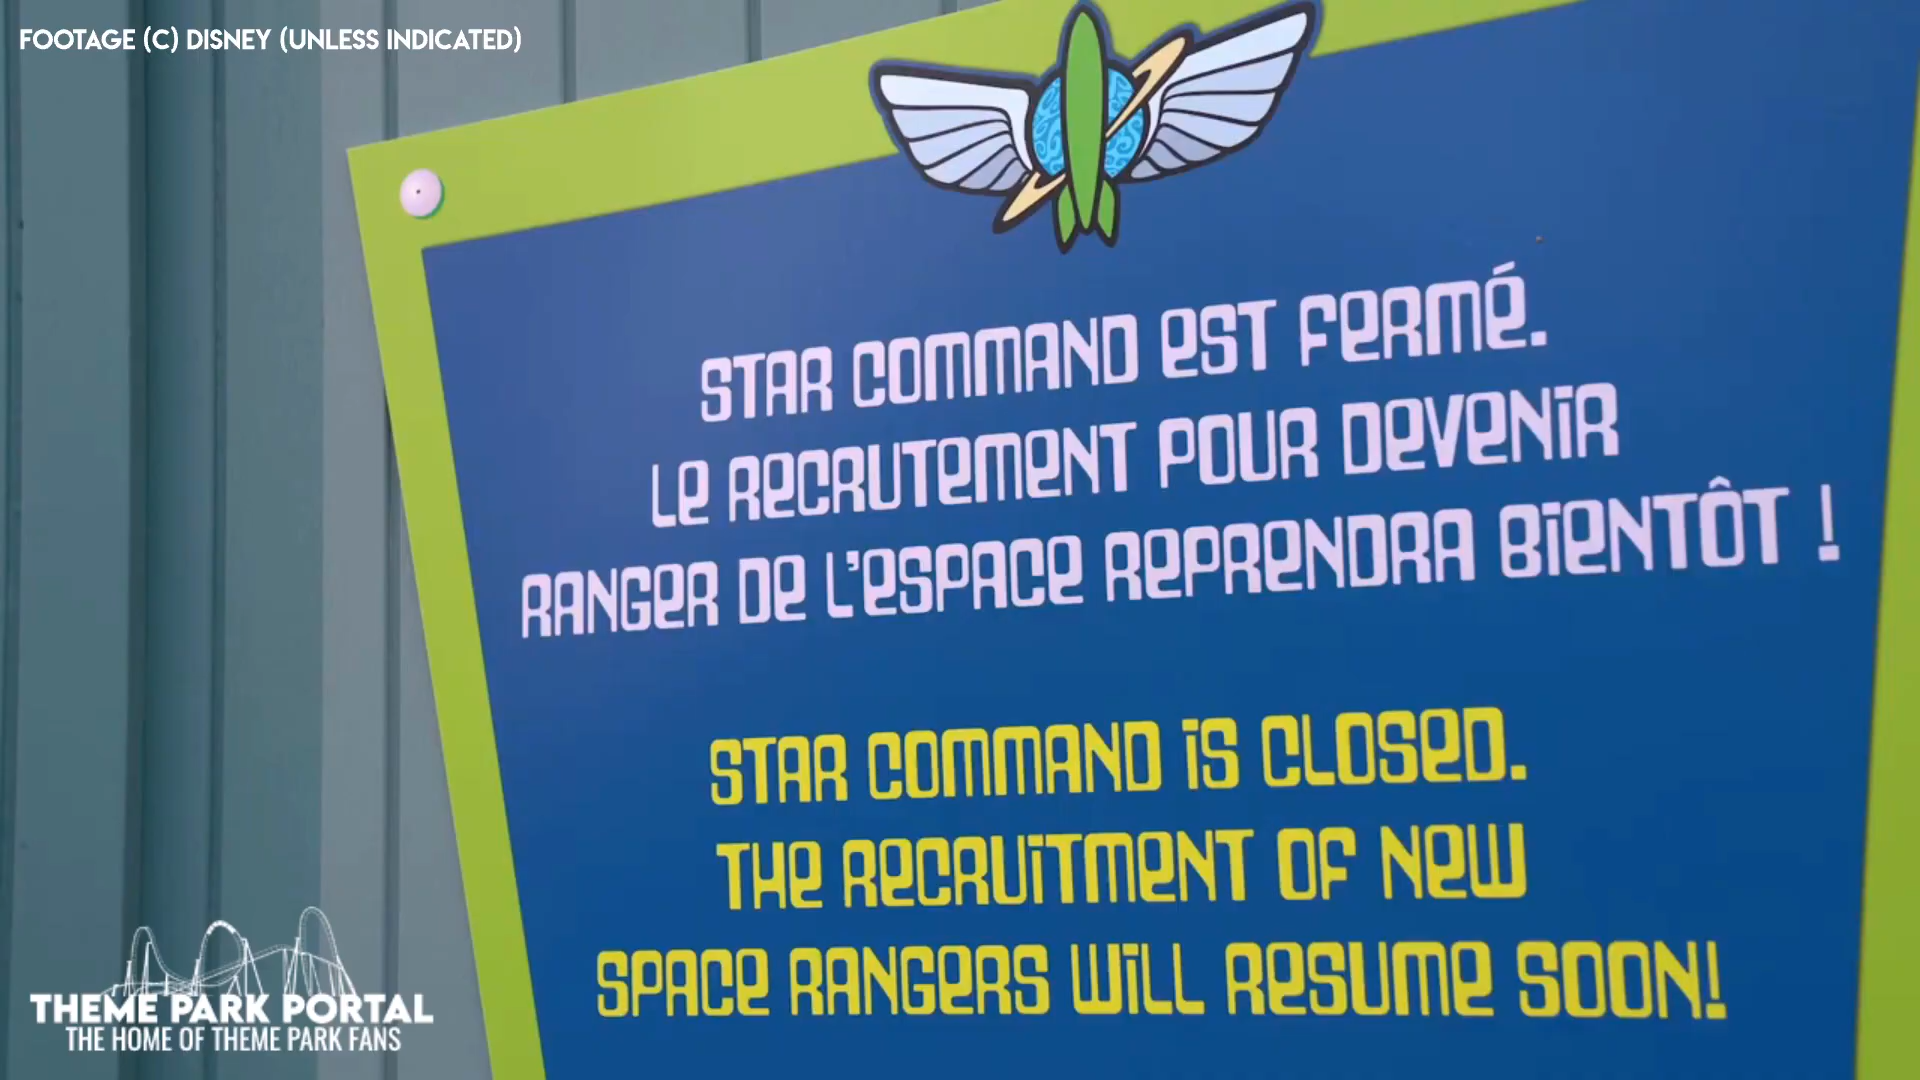 FOOTAGE (C) DISNEY (UNLESS INDICATED)
STAR COMMAND EST FERMÉ.
LE RECRUTEMENT POUR DEVENIR
RANGER DE L'ESPACE REPRENDRA BIENTÔT !
STAR COMMAND IS CLOSED.
THE RECRUITMENT OF NEW
SPACE RANGERS WILL RESUME SOON!
THEME PARK PORTAL
THE HOME OF THEME PARK FANS